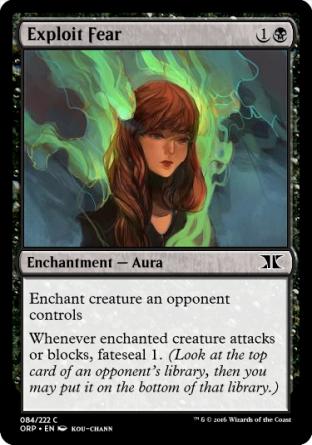 Exploit Fear 1
Enchantment — Aura
Enchant creature an opponent
controls
Whenever enchanted creature attacks
or blocks, fateseal 1. (Look at the top
card of an opponent's library, then you
may put it on the bottom of that library.)
084/222 C
ORP • EN KOU-CHANN
™ & © 2016 Wizards of the Coast